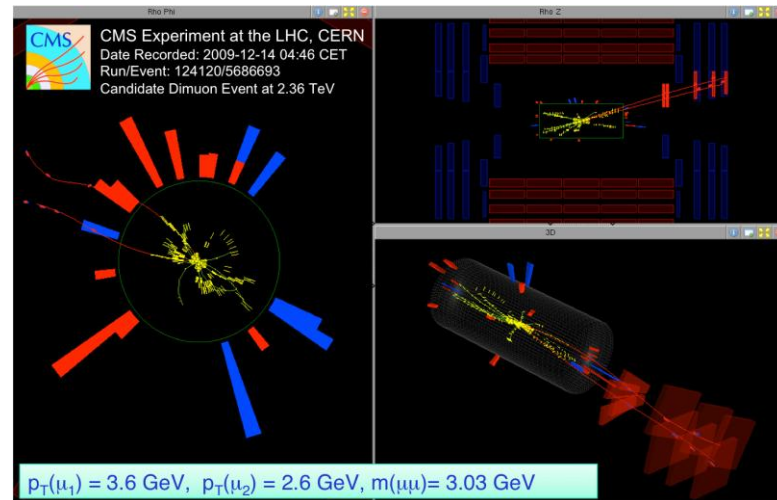 Rho Phi
CMS
CMS Experiment at the LHC, CERN
Date Recorded: 2009-12-14 04:46 CET
Run/Event: 124120/5686693
Candidate Dimuon Event at 2.36 TeV
Rho Z
3D
p_T(μ₁) = 3.6 GeV, p_T(μ₂) = 2.6 GeV, m(μμ)= 3.03 GeV